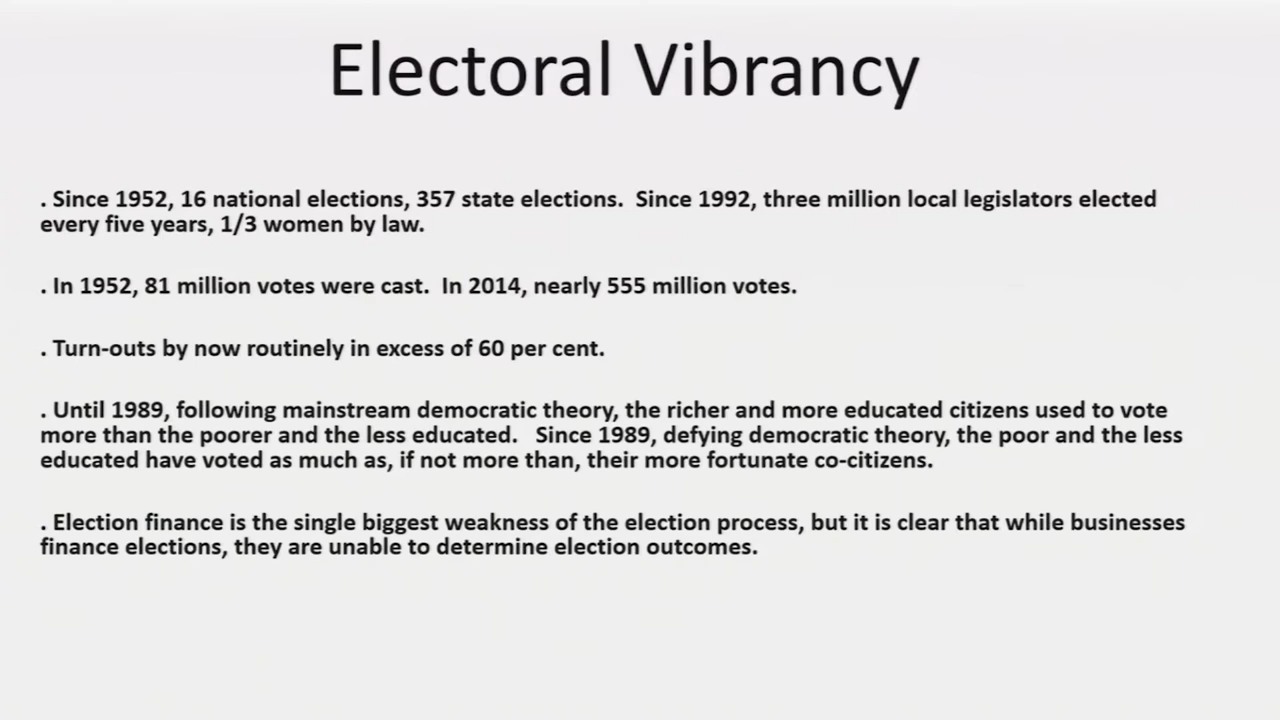 Electoral Vibrancy
. Since 1952, 16 national elections, 357 state elections.  Since 1992, three million local legislators elected
every five years, 1/3 women by law.
. In 1952, 81 million votes were cast.  In 2014, nearly 555 million votes.
. Turn-outs by now routinely in excess of 60 per cent.
. Until 1989, following mainstream democratic theory, the richer and more educated citizens used to vote
more than the poorer and the less educated.   Since 1989, defying democratic theory, the poor and the less
educated have voted as much as, if not more than, their more fortunate co-citizens.
. Election finance is the single biggest weakness of the election process, but it is clear that while businesses
finance elections, they are unable to determine election outcomes.